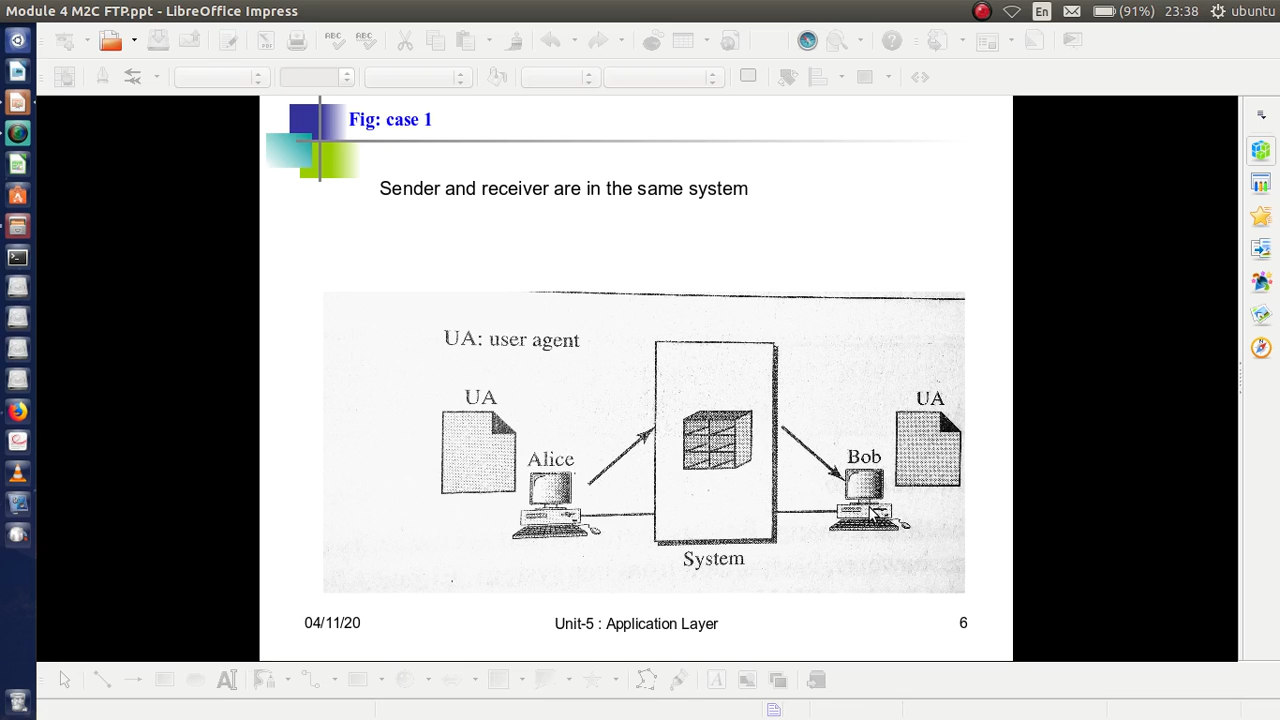 Module 4 M2C FTP.ppt - LibreOffice Impress
En
(91%)
23:38
ubuntu
ABC
ABC
Fig: case 1
Sender and receiver are in the same system
UA: user agent
UA
UA
Alice
Bob
System
04/11/20
Unit-5 : Application Layer
6